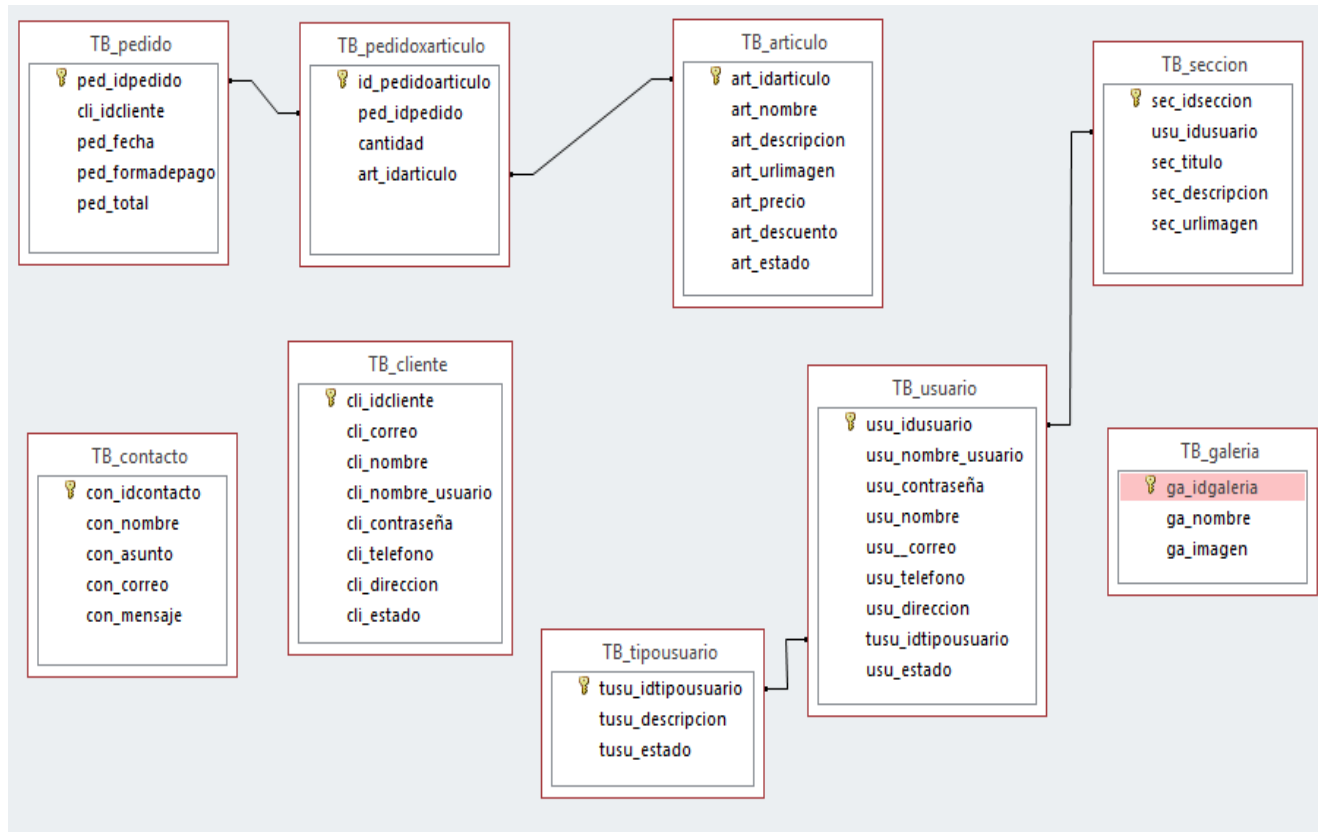 TB_pedido
ped_idpedido
cli_idcliente
ped_fecha
ped_formadepago
ped_total
TB_pedidoxarticulo
id_pedidoarticulo
ped_idpedido
cantidad
art_idarticulo
TB_articulo
art_idarticulo
art_nombre
art_descripcion
art_urlimagen
art_precio
art_descuento
art_estado
TB_seccion
sec_idseccion
usu_idusuario
sec_titulo
sec_descripcion
sec_urlimagen
TB_contacto
con_idcontacto
con_nombre
con_asunto
con_correo
con_mensaje
TB_cliente
cli_idcliente
cli_correo
cli_nombre
cli_nombre_usuario
cli_contraseña
cli_telefono
cli_direccion
cli_estado
TB_tipousuario
tusu_idtipousuario
tusu_descripcion
tusu_estado
TB_usuario
usu_idusuario
usu_nombre_usuario
usu_contraseña
usu_nombre
usu__correo
usu_telefono
usu_direccion
tusu_idtipousuario
usu_estado
TB_galeria
ga_idgaleria
ga_nombre
ga_imagen